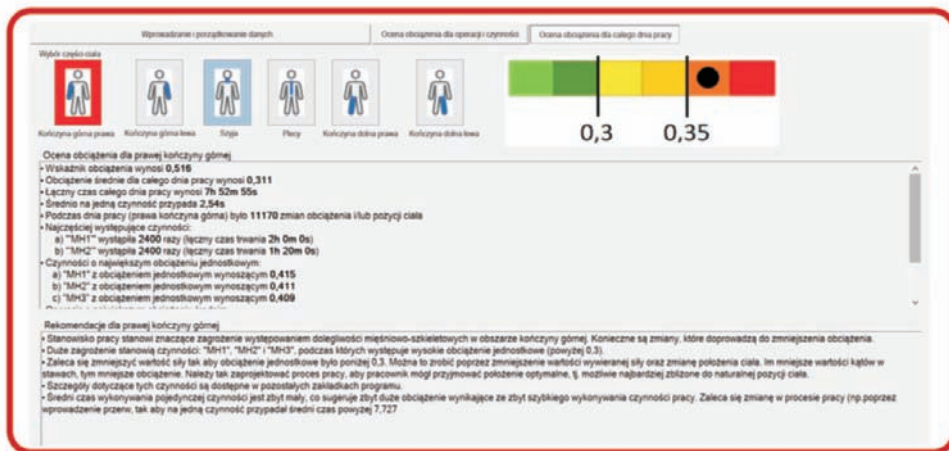 Wprowadzanie i porządkowanie danych
Ocena obciążenia dla operacji i czynności
Ocena obciążenia dla całego dnia pracy
Wybór części ciała
Kończyna górna prawa
Kończyna górna lewa
Szyja
Plecy
Kończyna dolna prawa
Kończyna dolna lewa
0,3
0,35
Ocena obciążenia dla prawej kończyny górnej
• Wskaźnik obciążenia wynosi 0,516
• Obciążenie średnie dla całego dnia pracy wynosi 0,311
• Łączny czas całego dnia pracy wynosi 7h 52m 55s
• Średnio na jedną czynność przypada 2,54s
• Podczas dnia pracy (prawa kończyna górna) było 11170 zmian obciążenia i/lub pozycji ciała
• Najczęściej występujące czynności:
a) "MH1" wystąpiła 2400 razy (łączny czas trwania 2h 0m 0s)
b) "MH2" wystąpiła 2400 razy (łączny czas trwania 1h 20m 0s)
• Czynności o największym obciążeniu jednostkowym:
a) "MH1" z obciążeniem jednostkowym wynoszącym 0,415
b) "MH2" z obciążeniem jednostkowym wynoszącym 0,411
c) "MH3" z obciążeniem jednostkowym wynoszącym 0,409
Rekomendacje dla prawej kończyny górnej
• Stanowisko pracy stanowi znaczące zagrożenie występowaniem dolegliwości mięśniowo-szkieletowych w obszarze kończyny górnej. Konieczne są zmiany, które doprowadzą do zmniejszenia obciążenia.
• Duże zagrożenie stanowią czynności: "MH1", "MH2" i "MH3", podczas których występuje wysokie obciążenie jednostkowe (powyżej 0,3).
• Zaleca się zmniejszyć wartość siły tak aby obciążenie jednostkowe było poniżej 0,3. Można to zrobić poprzez zmniejszenie wartości wywieranej siły oraz zmianę położenia ciała. Im mniejsze wartości kątów w
stawach, tym mniejsze obciążenie. Należy tak zaprojektować proces pracy, aby pracownik mógł przyjmować położenie optymalne, tj. możliwie najbardziej zbliżone do naturalnej pozycji ciała.
• Szczegóły dotyczące tych czynności są dostępne w pozostałych zakładkach programu.
• Średni czas wykonywania pojedynczej czynności jest zbyt mały, co sugeruje zbyt duże obciążenie wynikające ze zbyt szybkiego wykonywania czynności pracy. Zaleca się zmianę w procesie pracy (np.poprzez
wprowadzenie przerw, tak aby na jedną czynność przypadał średni czas powyżej 7,727